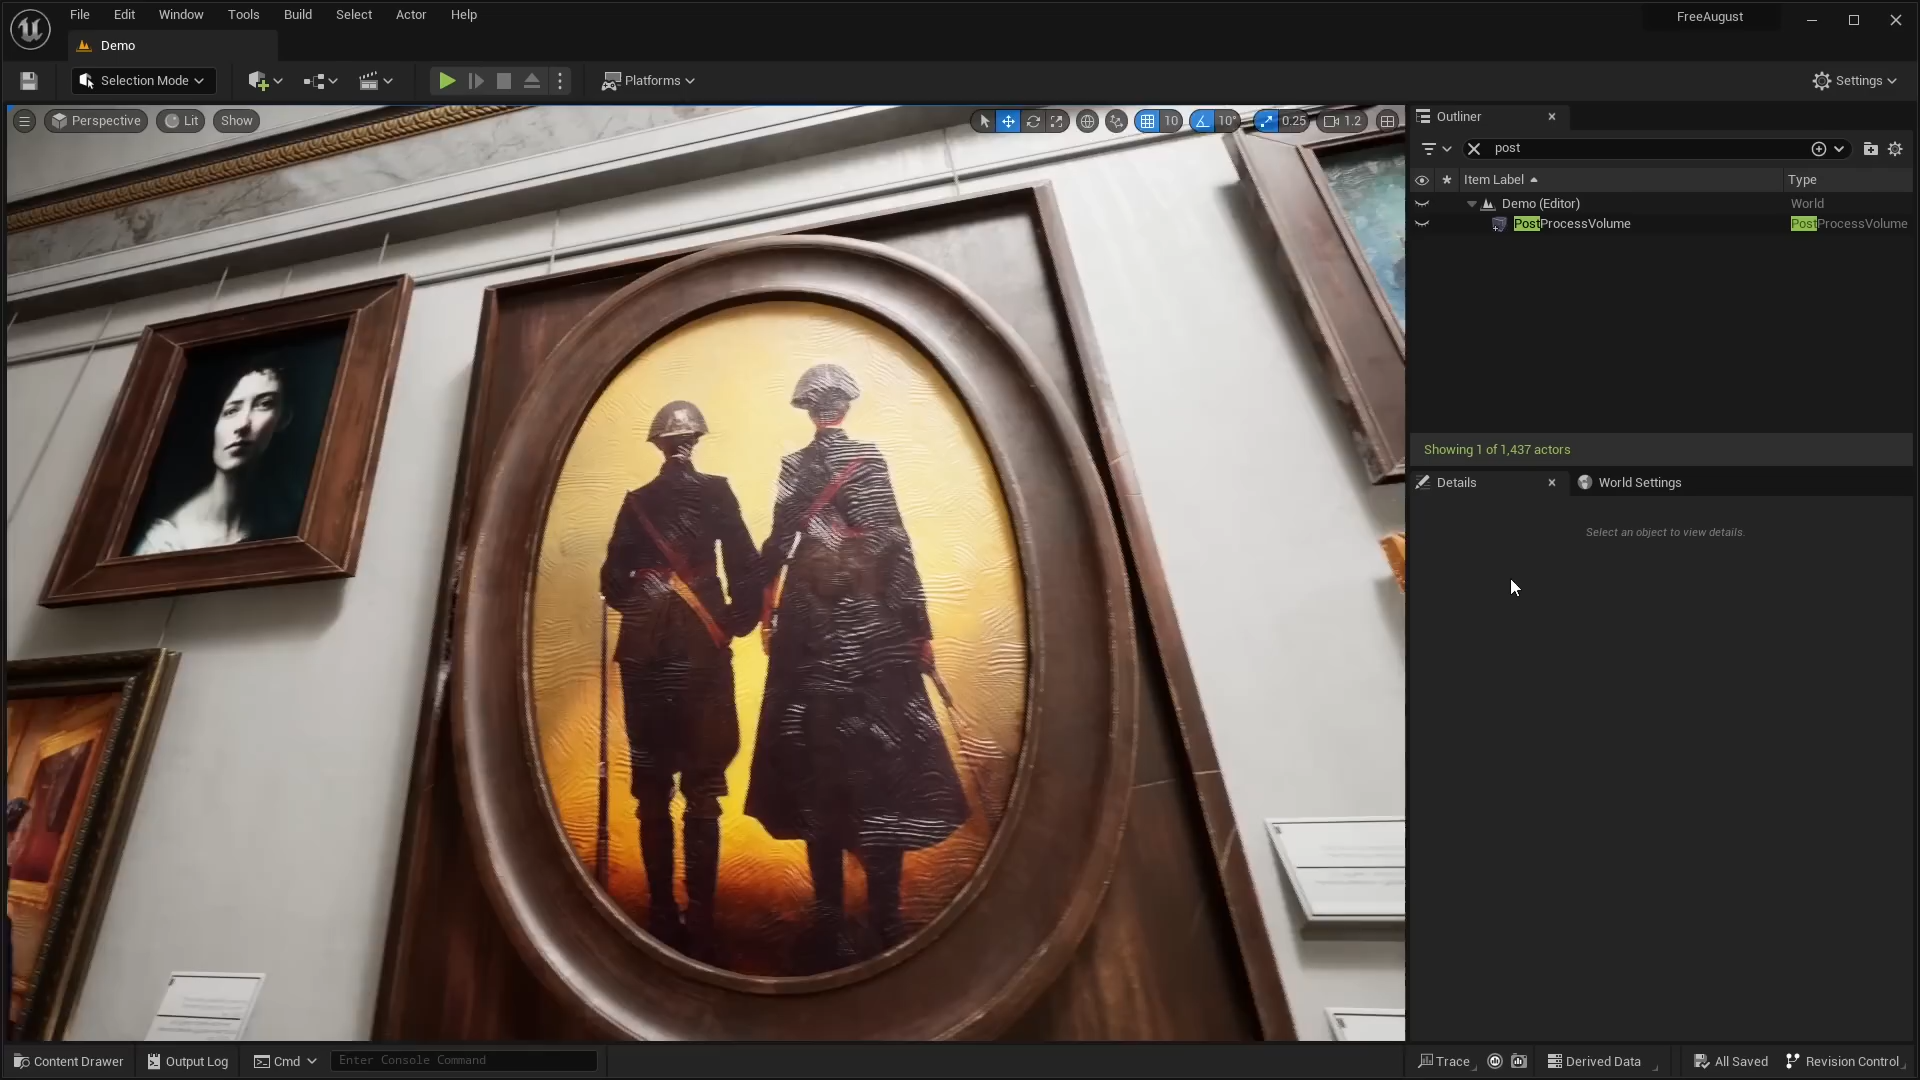 File Edit Window Tools Build Select Actor Help
FreeAugust
Demo
Selection Mode
Platforms
Settings
Perspective Lit Show
10 10° 0.25 1.2
Outliner
post
Item Label Type
Demo (Editor) World
PostProcessVolume PostProcessVolume
Showing 1 of 1,437 actors
Details World Settings
Select an object to view details.
Content Drawer Output Log Cmd Enter Console Command
Trace Derived Data All Saved Revision Control